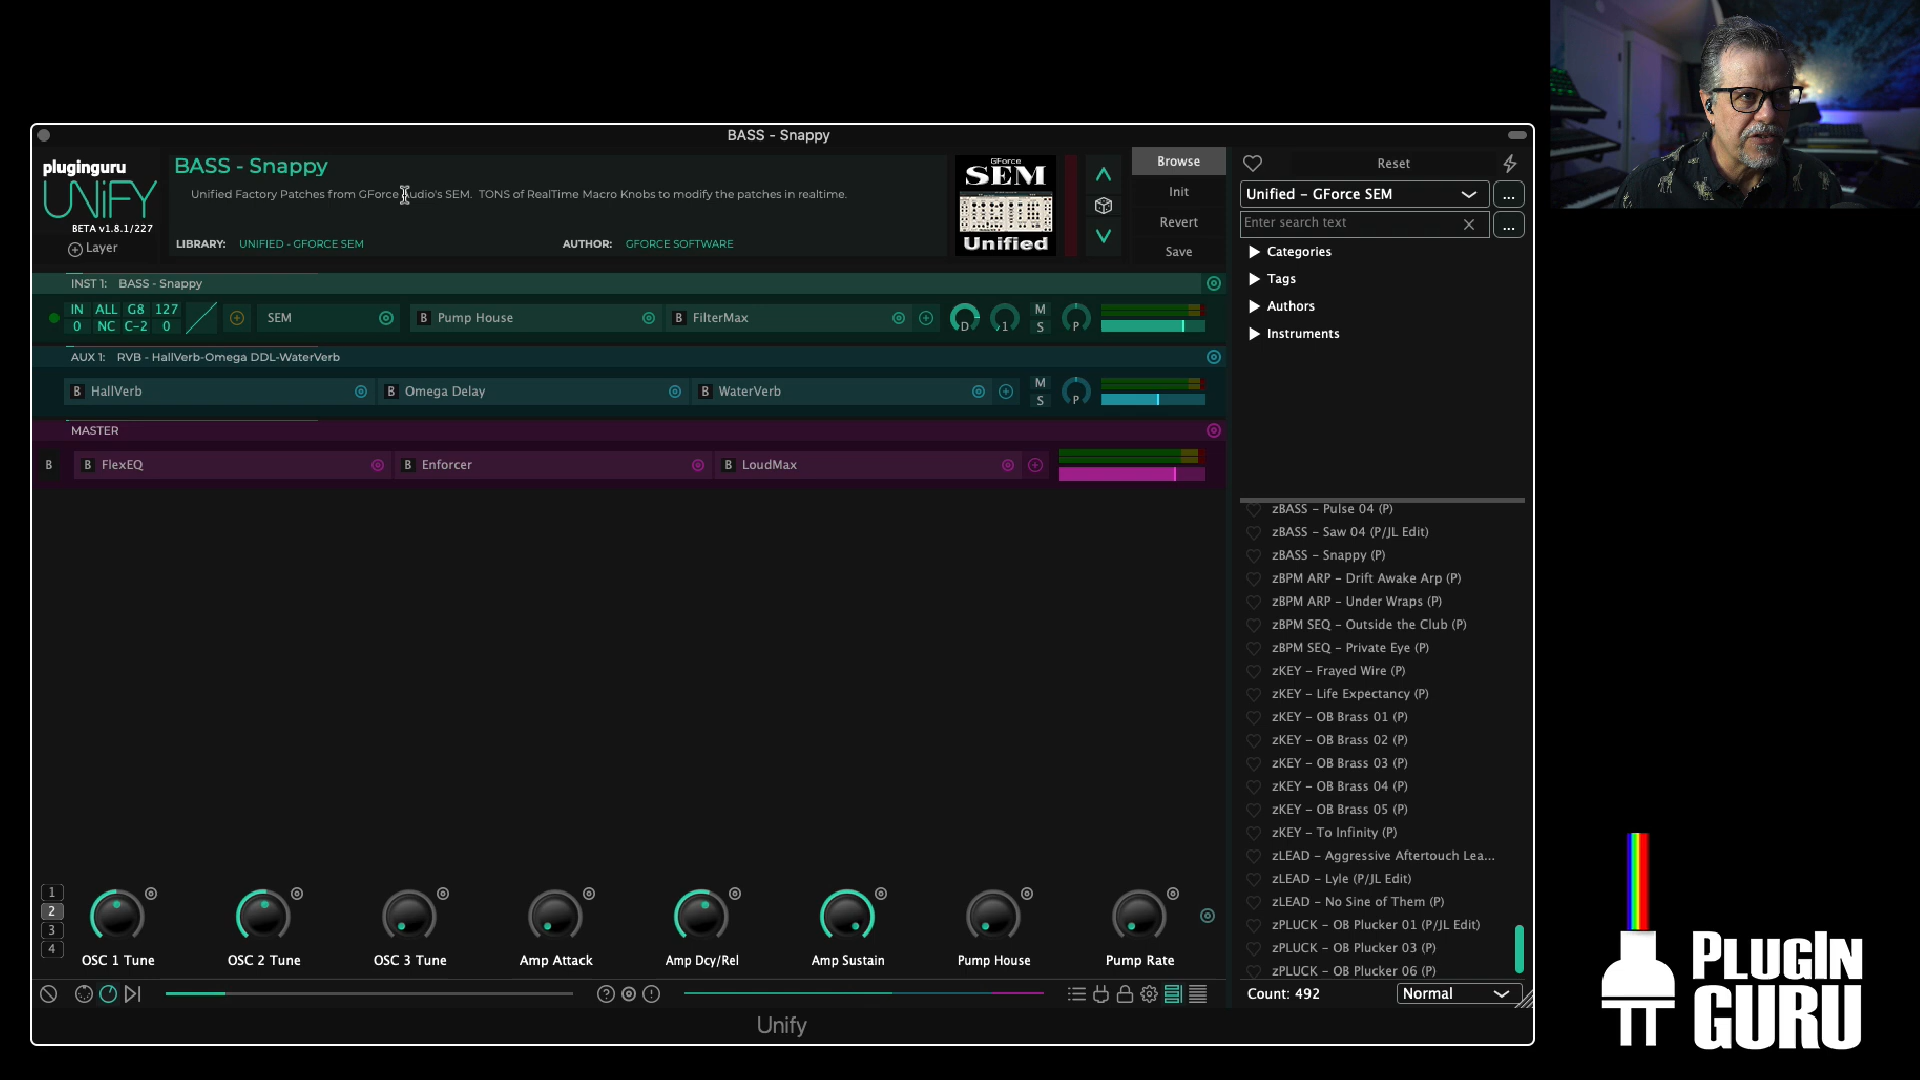 BASS - Snappy
pluginguru
UNiFY
BETA v1.8.1/227
Layer
BASS - Snappy
Unified Factory Patches from GForce  udio's SEM.  TONS of RealTime Macro Knobs to modify the patches in realtime.
LIBRARY: UNIFIED - GFORCE SEM
AUTHOR: GFORCE SOFTWARE
GForce
SEM
Unified
Browse
Init
Revert
Save
Reset
Unified - GForce SEM
...
Enter search text
...
Categories
Tags
Authors
Instruments
INST 1: BASS - Snappy
IN ALL G8 127
0 NC C-2 0
SEM
B Pump House
B FilterMax
D
1
M
S
P
AUX 1: RVB - HallVerb-Omega DDL-WaterVerb
B HallVerb
B Omega Delay
B WaterVerb
M
S
P
MASTER
B
B FlexEQ
B Enforcer
B LoudMax
zBASS - Pulse 04 (P)
zBASS - Saw 04 (P/JL Edit)
zBASS - Snappy (P)
zBPM ARP - Drift Awake Arp (P)
zBPM ARP - Under Wraps (P)
zBPM SEQ - Outside the Club (P)
zBPM SEQ - Private Eye (P)
zKEY - Frayed Wire (P)
zKEY - Life Expectancy (P)
zKEY - OB Brass 01 (P)
zKEY - OB Brass 02 (P)
zKEY - OB Brass 03 (P)
zKEY - OB Brass 04 (P)
zKEY - OB Brass 05 (P)
zKEY - To Infinity (P)
zLEAD - Aggressive Aftertouch Lea...
zLEAD - Lyle (P/JL Edit)
zLEAD - No Sine of Them (P)
zPLUCK - OB Plucker 01 (P/JL Edit)
zPLUCK - OB Plucker 03 (P)
zPLUCK - OB Plucker 06 (P)
Count: 492
Normal
1
2
3
4
OSC 1 Tune
OSC 2 Tune
OSC 3 Tune
Amp Attack
Amp Dcy/Rel
Amp Sustain
Pump House
Pump Rate
Unify
PLUGIN
GURU